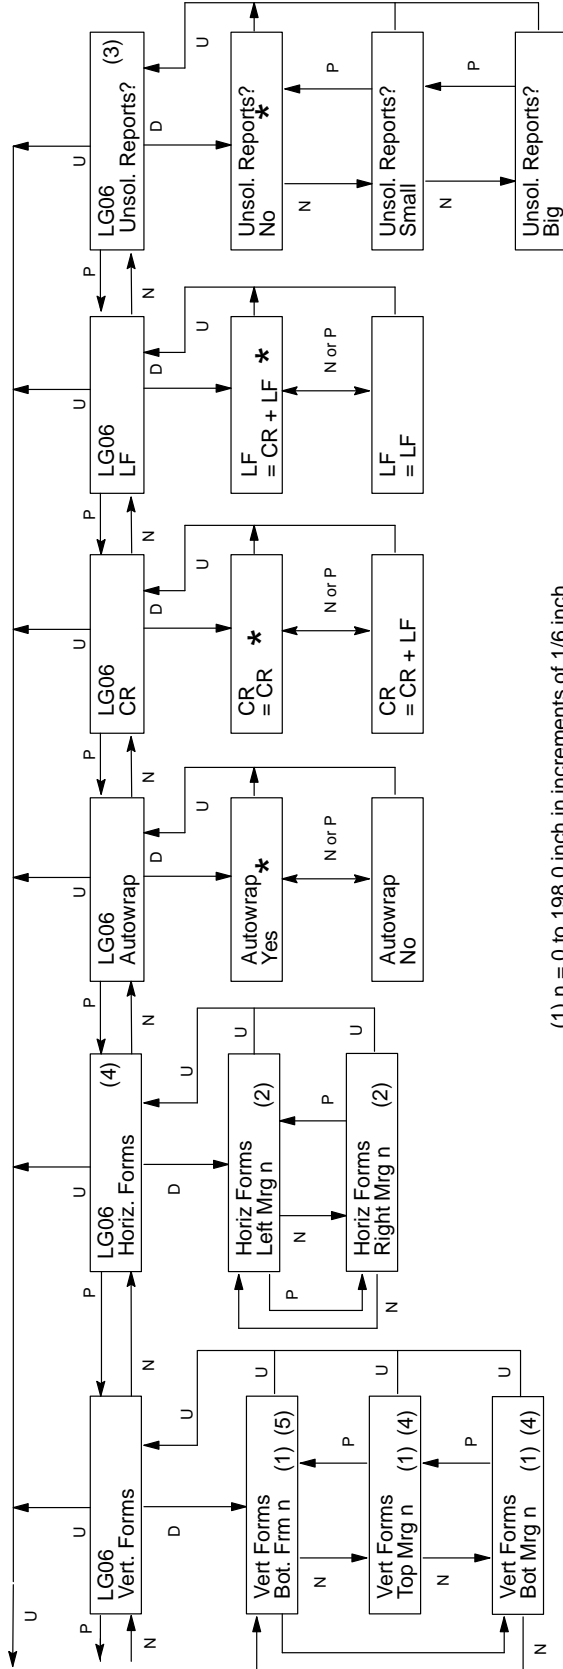 U
LG06
Vert. Forms
U
P
N
D
U
Vert Forms
Bot. Frm n (1) (5)
U
N
P
Vert Forms
Top Mrg n (1) (4)
U
N
P
Vert Forms
Bot Mrg n (1) (4)
U
N
LG06
Horiz. Forms (4)
U
P
N
D
U
Horiz Forms
Left Mrg n (2)
U
P
N
P
Horiz Forms
Right Mrg n (2)
U
N
LG06
Autowrap
U
P
N
D
U
Autowrap
Yes *
N or P
Autowrap
No
LG06
CR
U
P
N
D
U
CR
= CR *
N or P
CR
= CR + LF
LG06
LF
U
P
N
D
U
LF
= CR + LF *
N or P
LF
= LF
LG06 (3)
Unsol. Reports?
U
P
N
D
U
Unsol. Reports?
No *
N
P
Unsol. Reports?
Small
N
P
Unsol. Reports?
Big
(1) n = 0 to 198.0 inch in increments of 1/6 inch